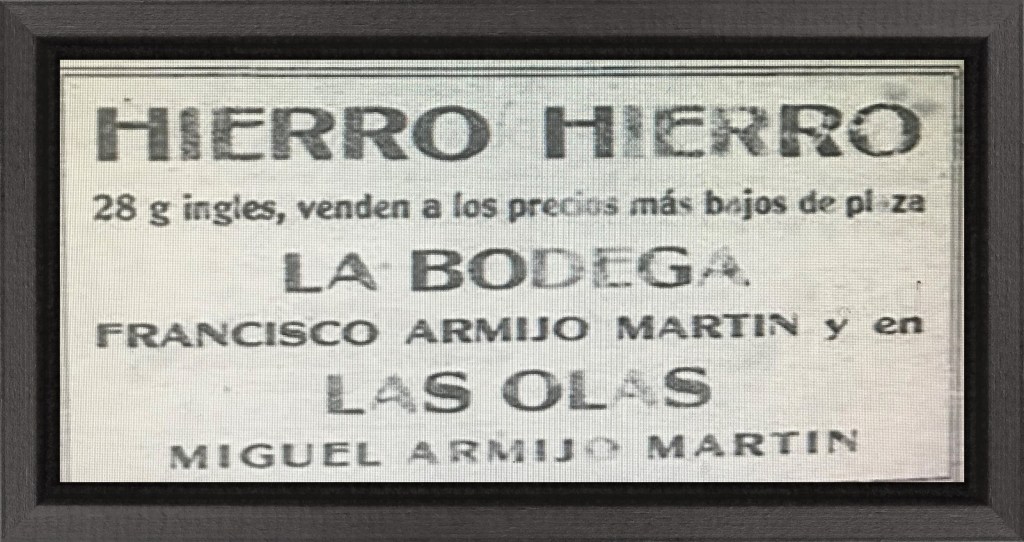 HIERRO HIERRO
28 g ingles, venden a los precios más bajos de plaza
LA BODEGA
FRANCISCO ARMIJO MARTIN y en
LAS OLAS
MIGUEL ARMIJO MARTIN